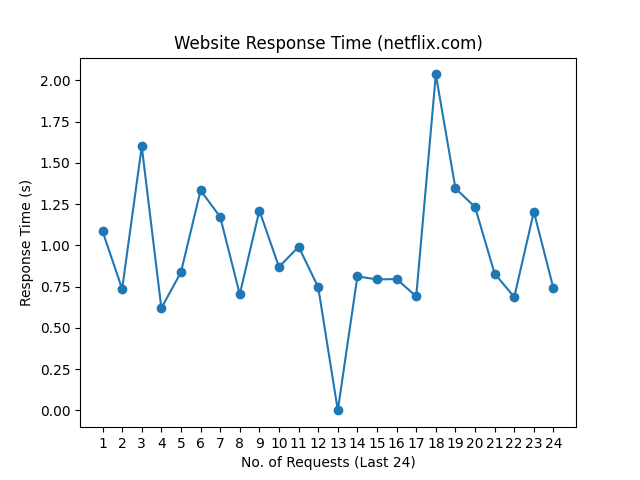 Website Response Time (netflix.com)
2.00
1.75
1.50
1.25
1.00
0.75
0.50
0.25
0.00
Response Time (s)
1 2 3 4 5 6 7 8 9 10 11 12 13 14 15 16 17 18 19 20 21 22 23 24
No. of Requests (Last 24)